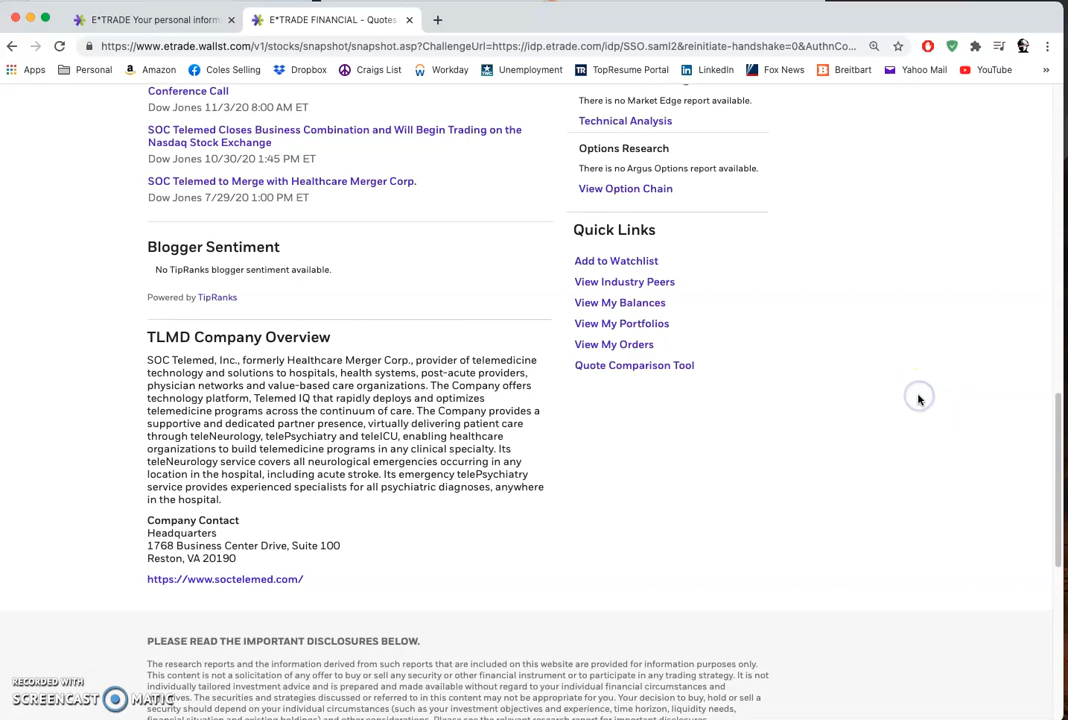 E*TRADE Your personal inform
E*TRADE FINANCIAL - Quotes
https://www.etrade.wallst.com/v1/stocks/snapshot/snapshot.asp?ChallengeUrl=https://idp.etrade.com/idp/SSO.saml2&reinitiate-handshake=0&AuthnCo...
Apps Personal Amazon Coles Selling Dropbox Craigs List Workday Unemployment TopResume Portal LinkedIn Fox News Breitbart Yahoo Mail YouTube »
Conference Call
Dow Jones 11/3/20 8:00 AM ET
SOC Telemed Closes Business Combination and Will Begin Trading on the
Nasdaq Stock Exchange
Dow Jones 10/30/20 1:45 PM ET
SOC Telemed to Merge with Healthcare Merger Corp.
Dow Jones 7/29/20 1:00 PM ET
Blogger Sentiment
No TipRanks blogger sentiment available.
Powered by TipRanks
TLMD Company Overview
SOC Telemed, Inc., formerly Healthcare Merger Corp., provider of telemedicine
technology and solutions to hospitals, health systems, post-acute providers,
physician networks and value-based care organizations. The Company offers
technology platform, Telemed IQ that rapidly deploys and optimizes
telemedicine programs across the continuum of care. The Company provides a
supportive and dedicated partner presence, virtually delivering patient care
through teleNeurology, telePsychiatry and teleICU, enabling healthcare
organizations to build telemedicine programs in any clinical specialty. Its
teleNeurology service covers all neurological emergencies occurring in any
location in the hospital, including acute stroke. Its emergency telePsychiatry
service provides experienced specialists for all psychiatric diagnoses, anywhere
in the hospital.
Company Contact
Headquarters
1768 Business Center Drive, Suite 100
Reston, VA 20190
https://www.soctelemed.com/
There is no Market Edge report available.
Technical Analysis
Options Research
There is no Argus Options report available.
View Option Chain
Quick Links
Add to Watchlist
View Industry Peers
View My Balances
View My Portfolios
View My Orders
Quote Comparison Tool
PLEASE READ THE IMPORTANT DISCLOSURES BELOW.
The research reports and the information derived from such reports that are included on this website are provided for information purposes only.
This content is not a solicitation of any offer to buy or sell any security or other financial instrument or to participate in any trading strategy. It is not
individually tailored investment advice and is prepared and made available without regard to your individual financial circumstances and
The securities and strategies discussed or referred to in this content may not be appropriate for you. Your decision to buy, hold or sell a
security should depend on your individual circumstances (such as your investment objectives and experience, time horizon, liquidity needs,
RECORDED WITH
SCREENCAST MATIC